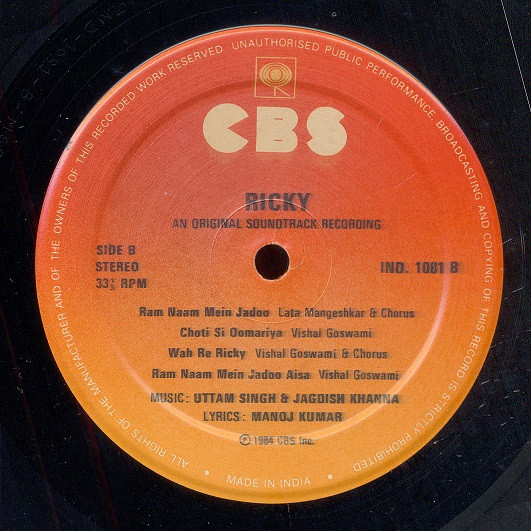 ALL RIGHTS OF THE MANUFACTURER AND OF THE OWNERS OF THIS RECORDED WORK RESERVED UNAUTHORISED PUBLIC PERFORMANCE, BROADCASTING AND COPYING OF THIS RECORD IS STRICTLY PROHIBITED
CBS
RICKY
AN ORIGINAL SOUNDTRACK RECORDING
SIDE B
STEREO
33⅓ RPM
IND. 1001 B
Ram Naam Mein Jadoo Lata Mangeshkar & Chorus
Choti Si Oomariya Vishal Goswami
Wah Re Ricky Vishal Goswami & Chorus
Ram Naam Mein Jadoo Aisa Vishal Goswami
MUSIC : UTTAM SINGH & JAGDISH KHANNA
LYRICS : MANOJ KUMAR
℗ 1984 CBS Inc.
• MADE IN INDIA •